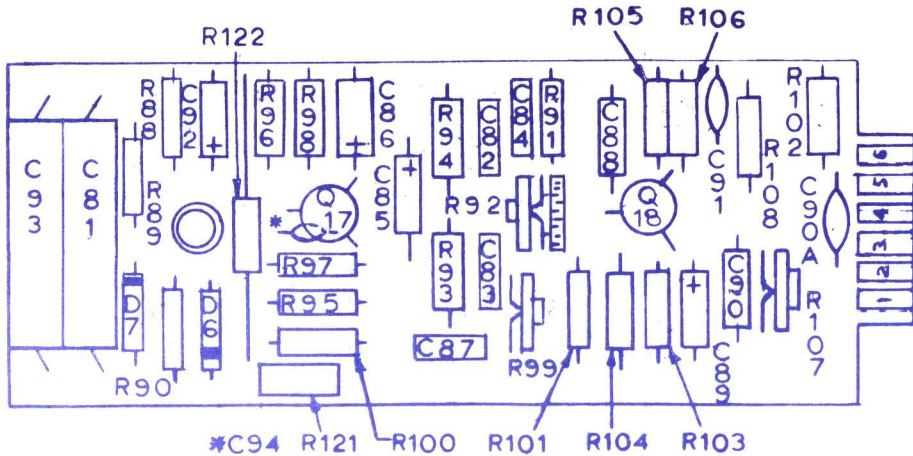 R105 R106
R122
R88
C92
R96
R98
C86
R94
C82
C84
R91
C88
C91
R108
R102
C93
C81
R89
*
Q17
C85
R92
Q18
C90A
6
5
4
3
2
1
R97
R93
C83
C90
R107
D7
D6
R95
C87
R99
C89
R90
*C94 R121 R100 R101 R104 R103